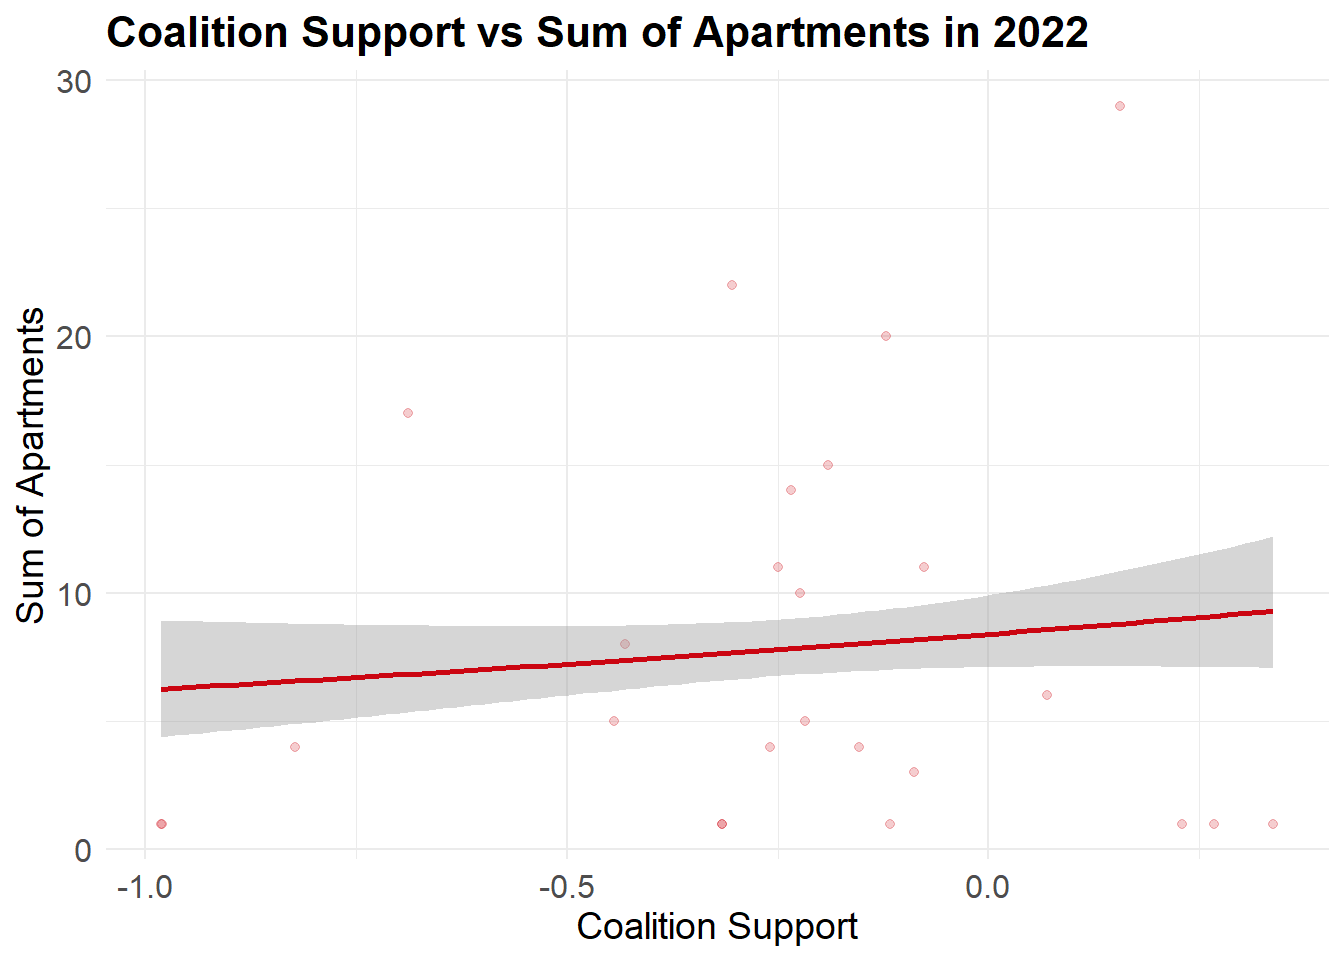 Coalition Support vs Sum of Apartments in 2022
30
20
10
0
Sum of Apartments
-1.0 -0.5 0.0
Coalition Support